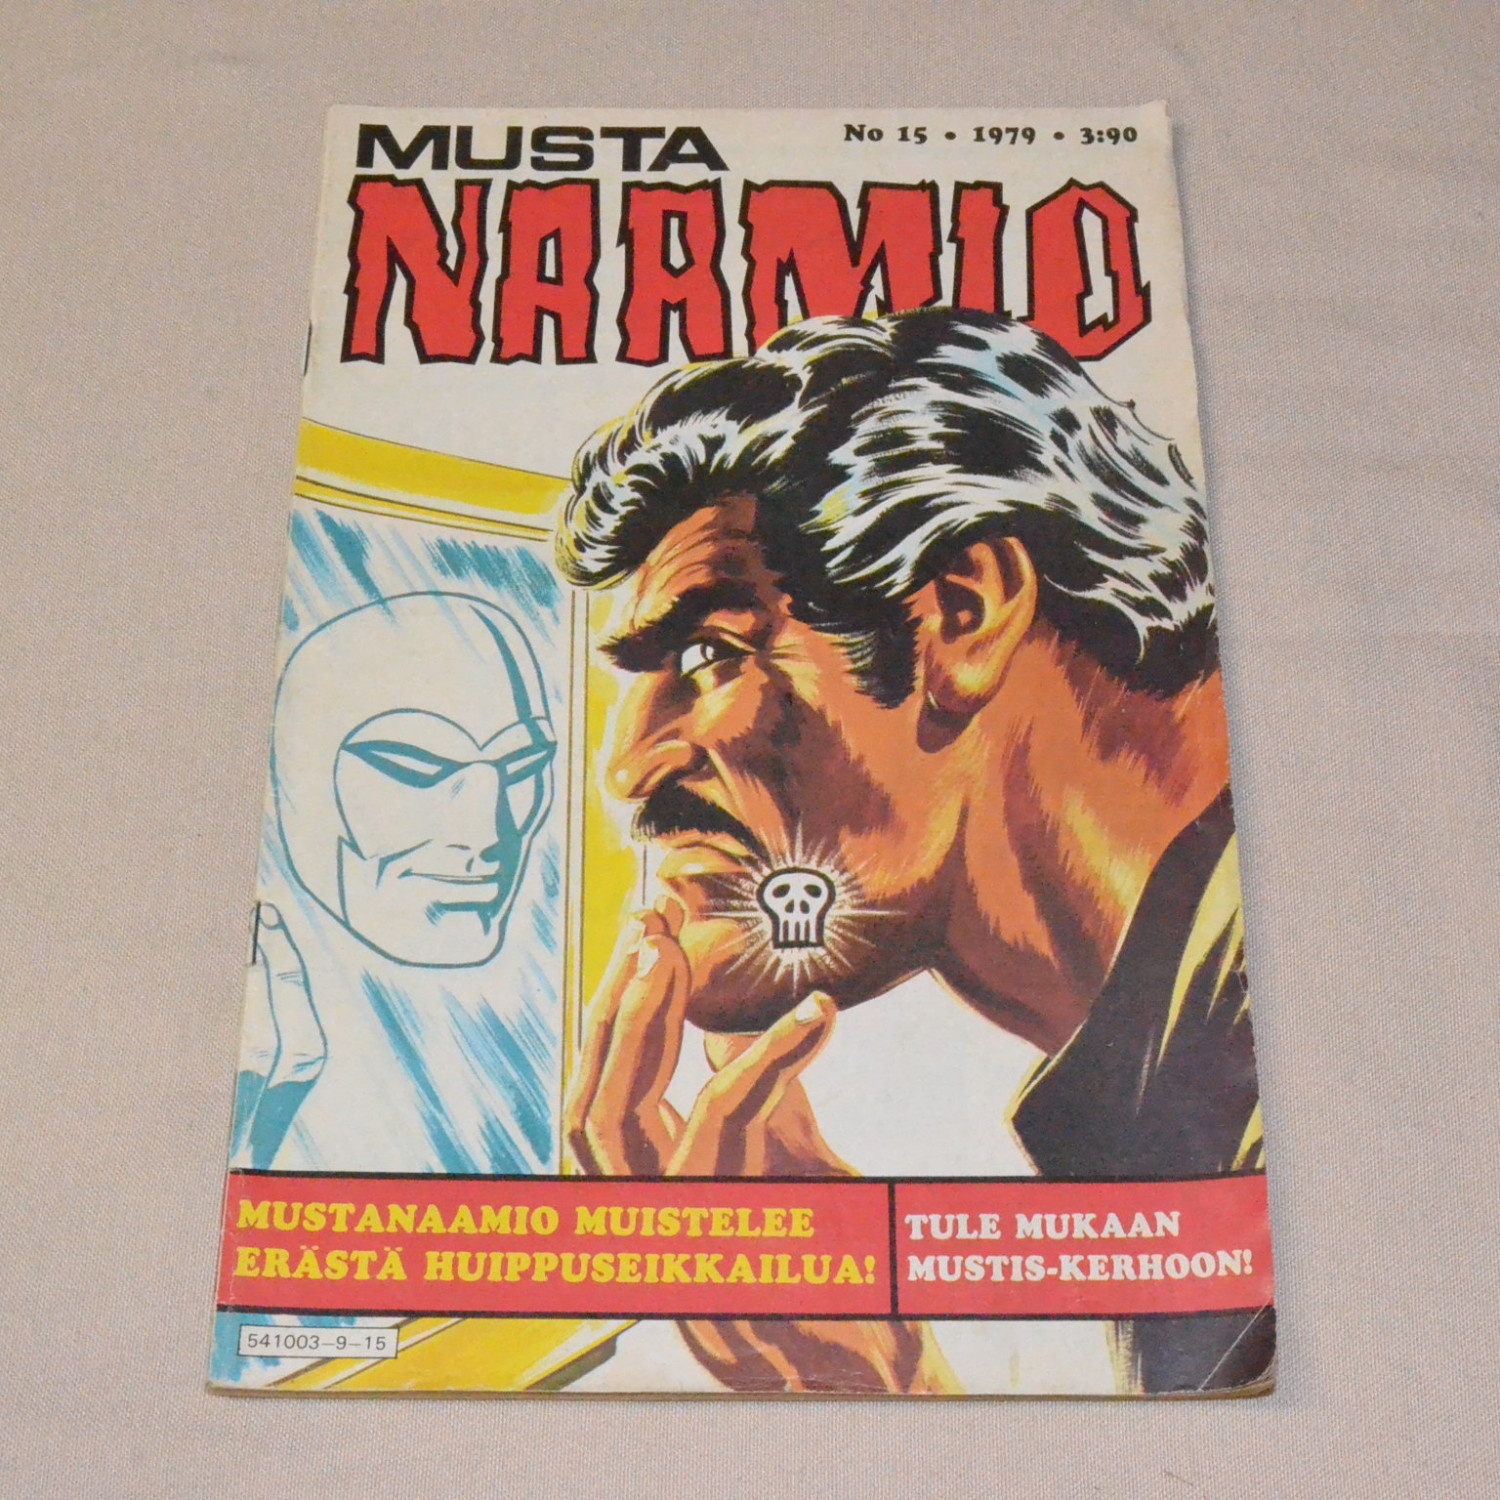 MUSTA
No 15 • 1979 • 3:90
NAAMIO
MUSTANAAMIO MUISTELEE
ERÄSTÄ HUIPPUSEIKKAILUA!
TULE MUKAAN
MUSTIS-KERHOON!
541003-9-15